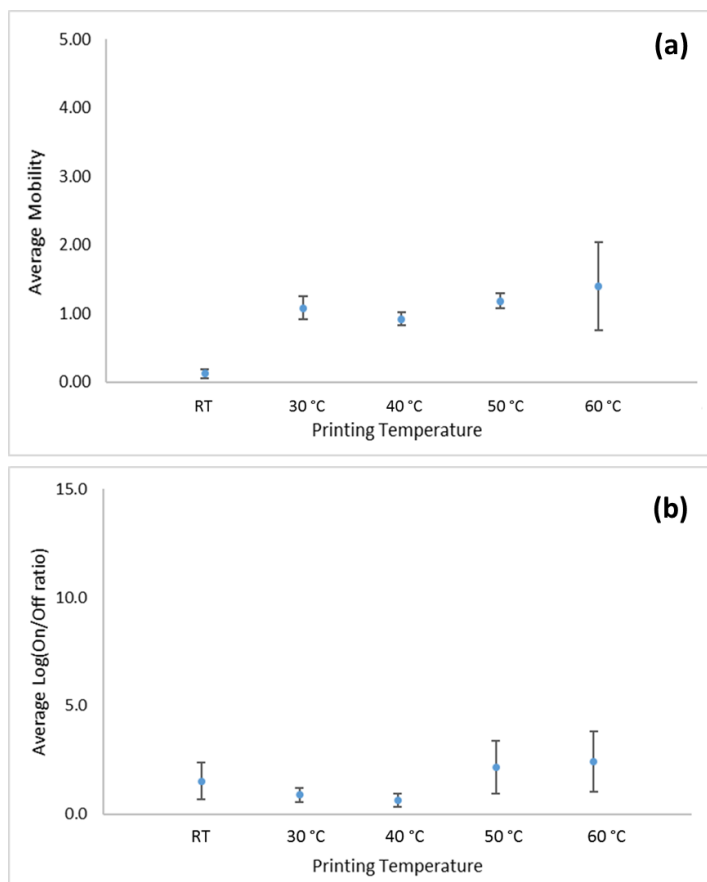 (a)
5.00
4.00
3.00
2.00
1.00
0.00
Average Mobility
RT 30 °C 40 °C 50 °C 60 °C
Printing Temperature
(b)
15.0
10.0
5.0
0.0
Average Log(On/Off ratio)
RT 30 °C 40 °C 50 °C 60 °C
Printing Temperature